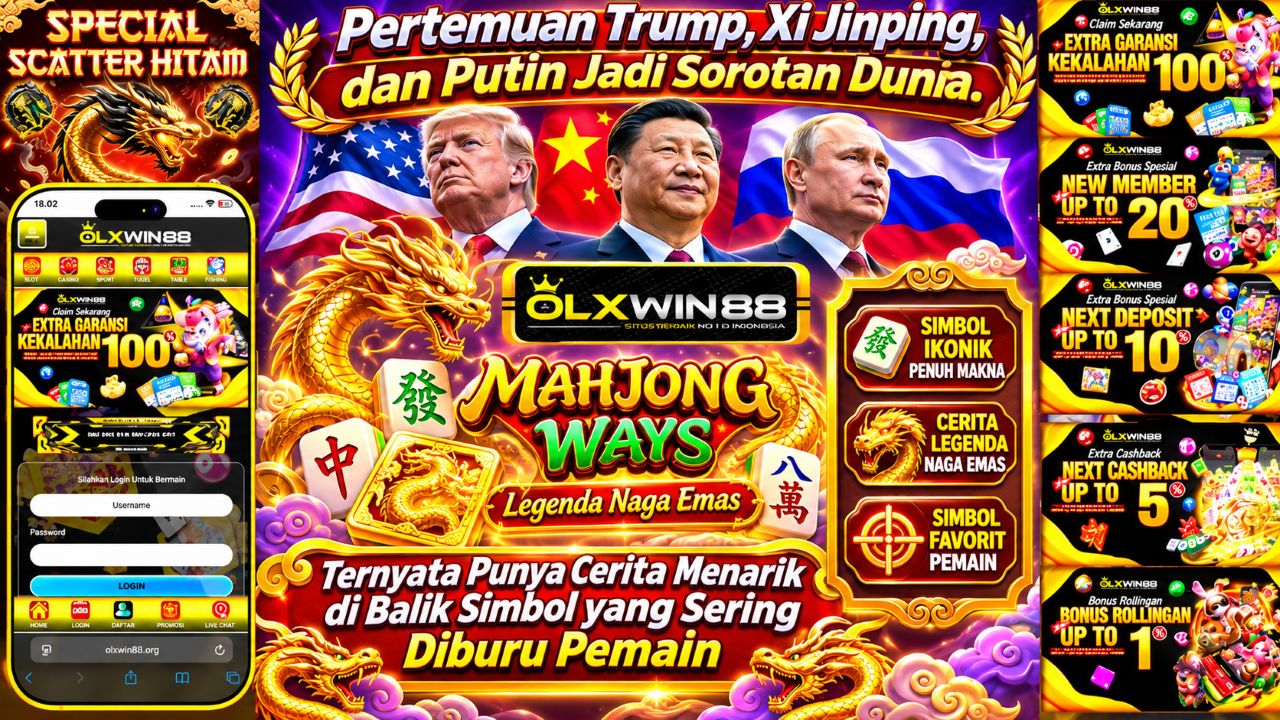 SPECIAL
SCATTER HITAM
18.02
OLXWIN88
SLOT
CASINO
SPORT
TOGEL
TABLE
FISHING
OLXWIN88
Claim Sekarang
EXTRA GARANSI
KEKALAHAN 100%
Silahkan Login Untuk Bermain
Username
Password
LOGIN
HOME
LOGIN
DAFTAR
PROMOSI
LIVE CHAT
olxwin88.org
Pertemuan Trump, Xi Jinping,
dan Putin Jadi Sorotan Dunia.
OLXWIN88
MAHJONG
WAYS
Legenda Naga Emas
發
中
八
萬
發
SIMBOL
IKONIK
PENUH MAKNA
CERITA
LEGENDA
NAGA EMAS
SIMBOL
FAVORIT
PEMAIN
Ternyata Punya Cerita Menarik
di Balik Simbol yang Sering
Diburu Pemain
OLXWIN88
Claim Sekarang
EXTRA GARANSI
KEKALAHAN 100%
OLXWIN88
Extra Bonus Spesial
NEW MEMBER
UP TO 20%
OLXWIN88
Extra Bonus Spesial
NEXT DEPOSIT
UP TO 10%
OLXWIN88
Extra Cashback
NEXT CASHBACK
UP TO 5%
OLXWIN88
Bonus Rollingan
BONUS ROLLINGAN
UP TO 1%